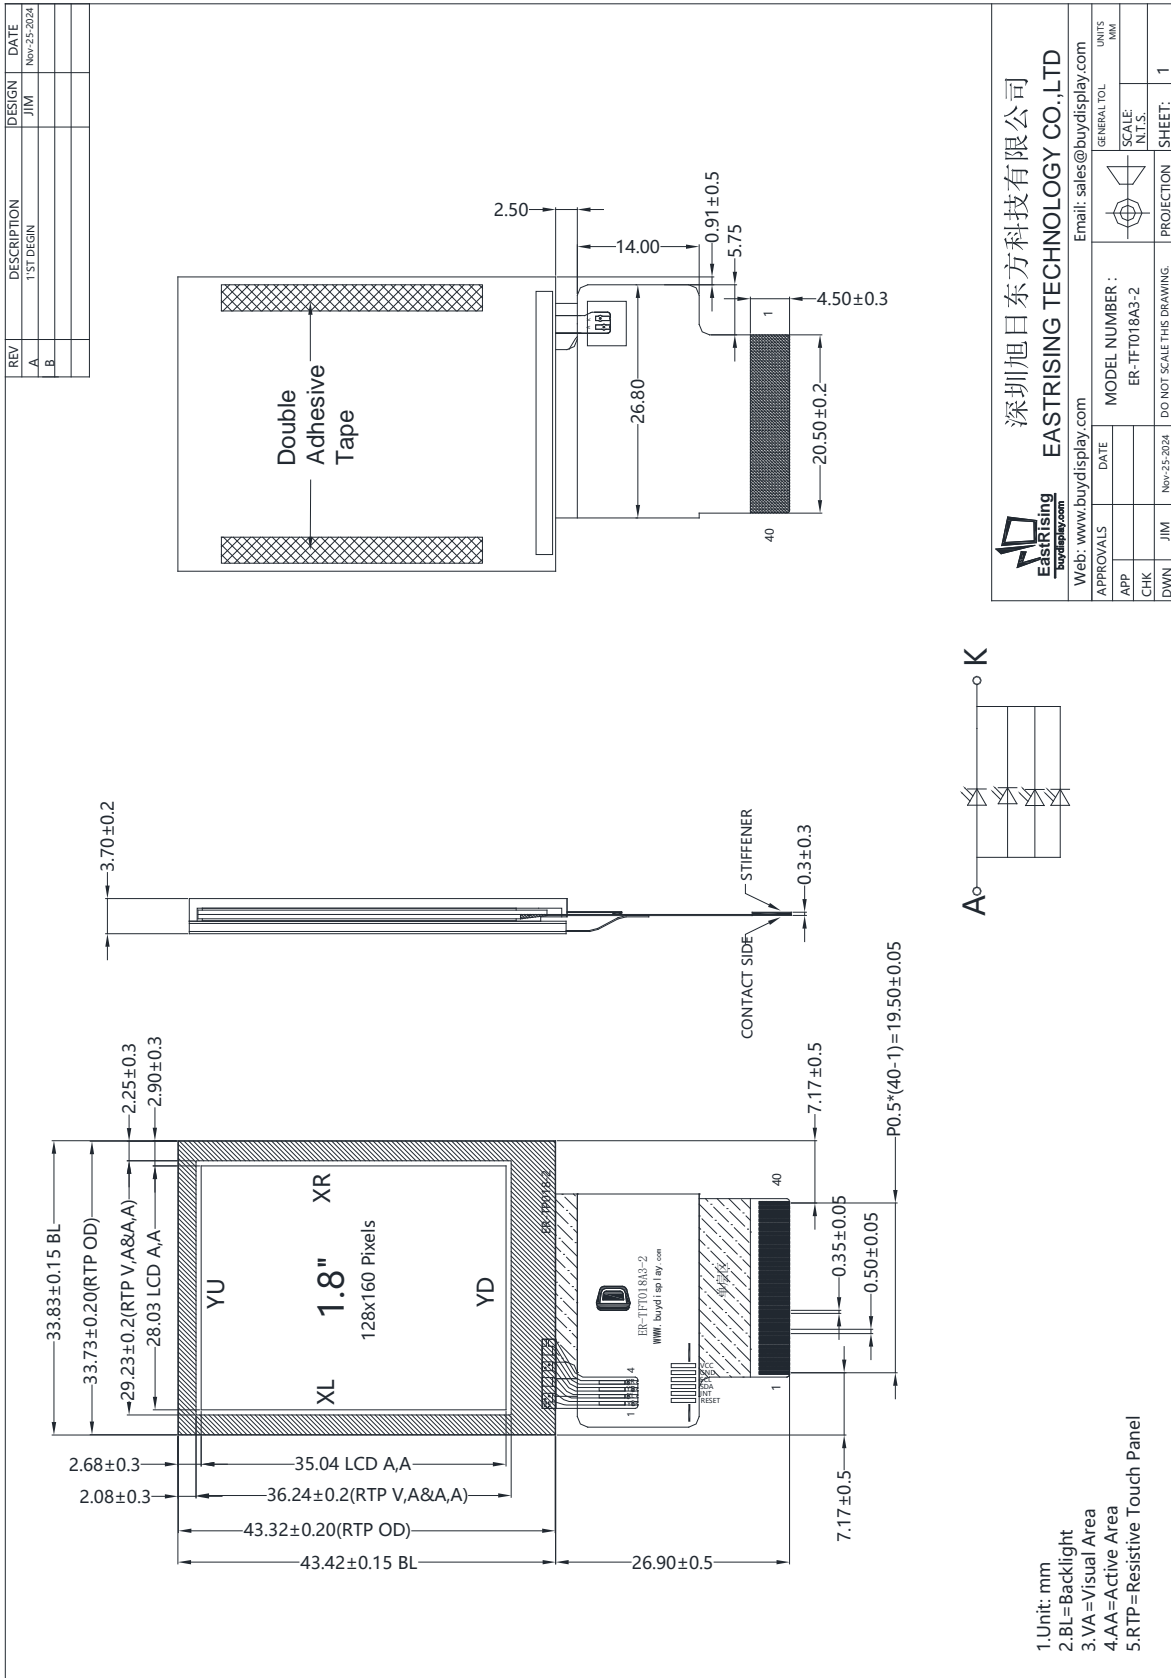 REV
DESCRIPTION
DESIGN
DATE
A
1'ST DEGIN
JIM
Nov-25-2024
B
33.83±0.15 BL
33.73±0.20(RTP OD)
29.23±0.2(RTP V,A&A,A)
28.03 LCD A,A
2.25±0.3
2.90±0.3
2.68±0.3
2.08±0.3
35.04 LCD A,A
36.24±0.2(RTP V,A&A,A)
43.32±0.20(RTP OD)
43.42±0.15 BL
26.90±0.5
YU
XL
XR
1.8"
128x160 Pixels
YD
ER-TP018-2
ER-TFT018A3-2
WWW.buydisplay.com
1
4
VCC
GND
SCL
SDA
INT
RESET
1
40
7.17±0.5
7.17±0.5
0.35±0.05
0.50±0.05
P0.5*(40-1)=19.50±0.05
3.70±0.2
CONTACT SIDE
STIFFENER
0.3±0.3
Double
Adhesive
Tape
2.50
14.00
0.91±0.5
5.75
4.50±0.3
26.80
20.50±0.2
40
1
A
K
1.Unit: mm
2.BL=Backlight
3.VA=Visual Area
4.AA=Active Area
5.RTP=Resistive Touch Panel
EastRising
buydisplay.com
深圳旭日东方科技有限公司
EASTRISING TECHNOLOGY CO.,LTD
Web: www.buydisplay.com
Email: sales@buydisplay.com
APPROVALS
DATE
MODEL NUMBER :
ER-TFT018A3-2
GENERAL TOL
UNITS
MM
APP
CHK
SCALE:
N.T.S.
DWN
JIM
Nov-25-2024
DO NOT SCALE THIS DRAWING.
PROJECTION
SHEET:
1